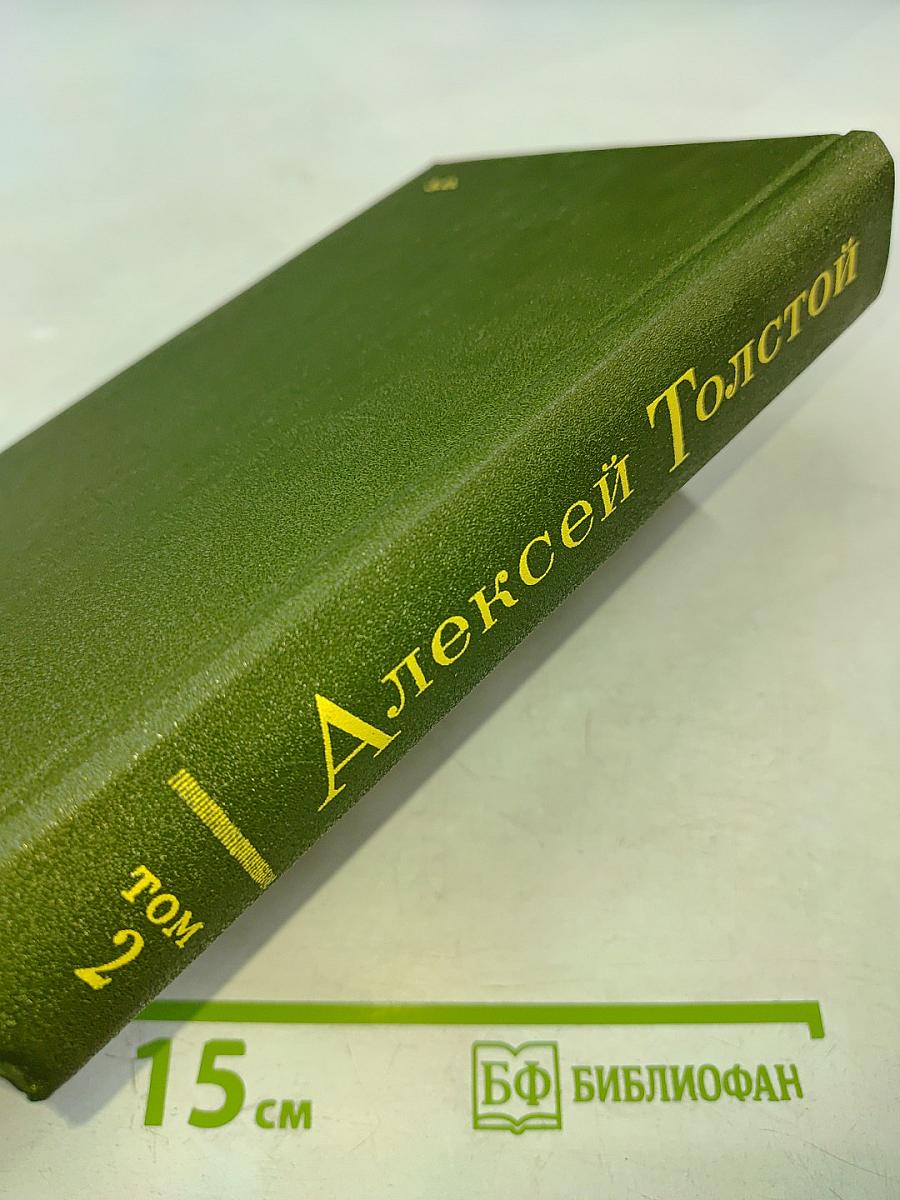 Алексей Толстой
том
2
15 см
БФ БИБЛИОФАН